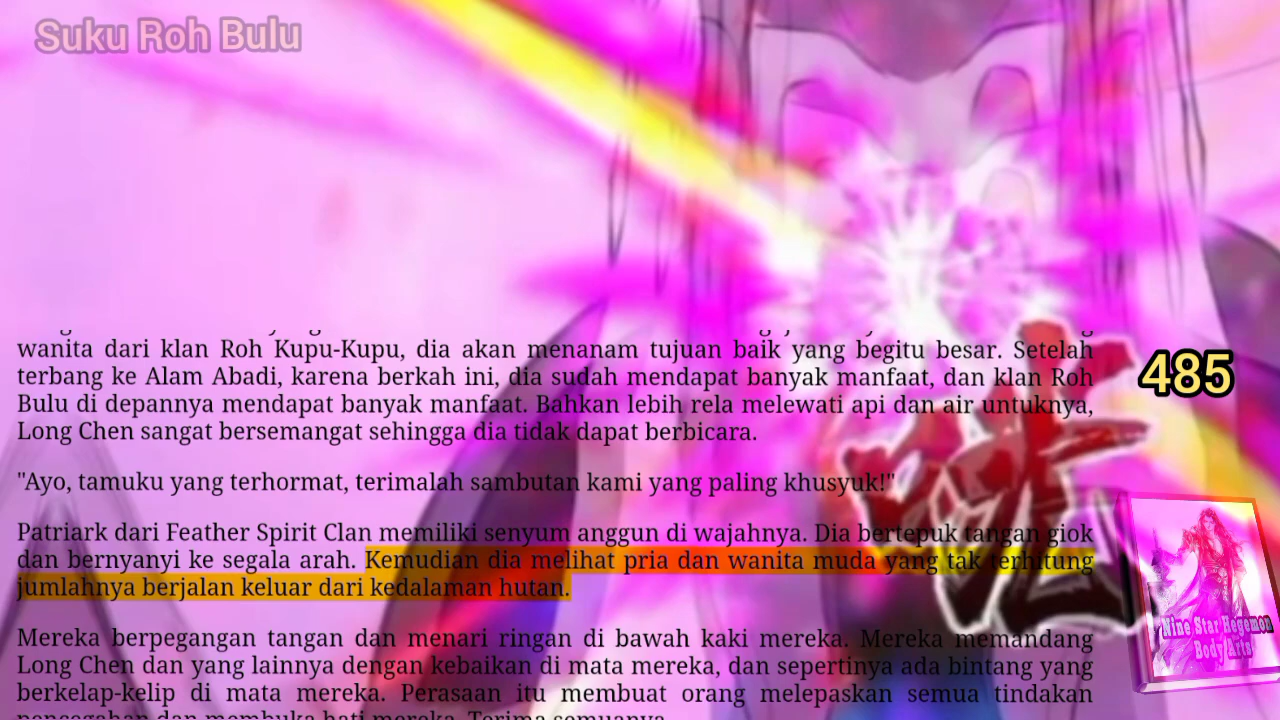 Suku Roh Bulu
wanita dari klan Roh Kupu-Kupu, dia akan menanam tujuan baik yang begitu besar. Setelah
terbang ke Alam Abadi, karena berkah ini, dia sudah mendapat banyak manfaat, dan klan Roh
Bulu di depannya mendapat banyak manfaat. Bahkan lebih rela melewati api dan air untuknya,
Long Chen sangat bersemangat sehingga dia tidak dapat berbicara.
485
"Ayo, tamuku yang terhormat, terimalah sambutan kami yang paling khusyuk!"
Patriark dari Feather Spirit Clan memiliki senyum anggun di wajahnya. Dia bertepuk tangan giok
dan bernyanyi ke segala arah. Kemudian dia melihat pria dan wanita muda yang tak terhitung
jumlahnya berjalan keluar dari kedalaman hutan.
Mereka berpegangan tangan dan menari ringan di bawah kaki mereka. Mereka memandang
Long Chen dan yang lainnya dengan kebaikan di mata mereka, dan sepertinya ada bintang yang
berkelap-kelip di mata mereka. Perasaan itu membuat orang melepaskan semua tindakan
pencegahan dan membuka hati mereka. Terima semuanya.
Nine Star Hegemon
Body Arts